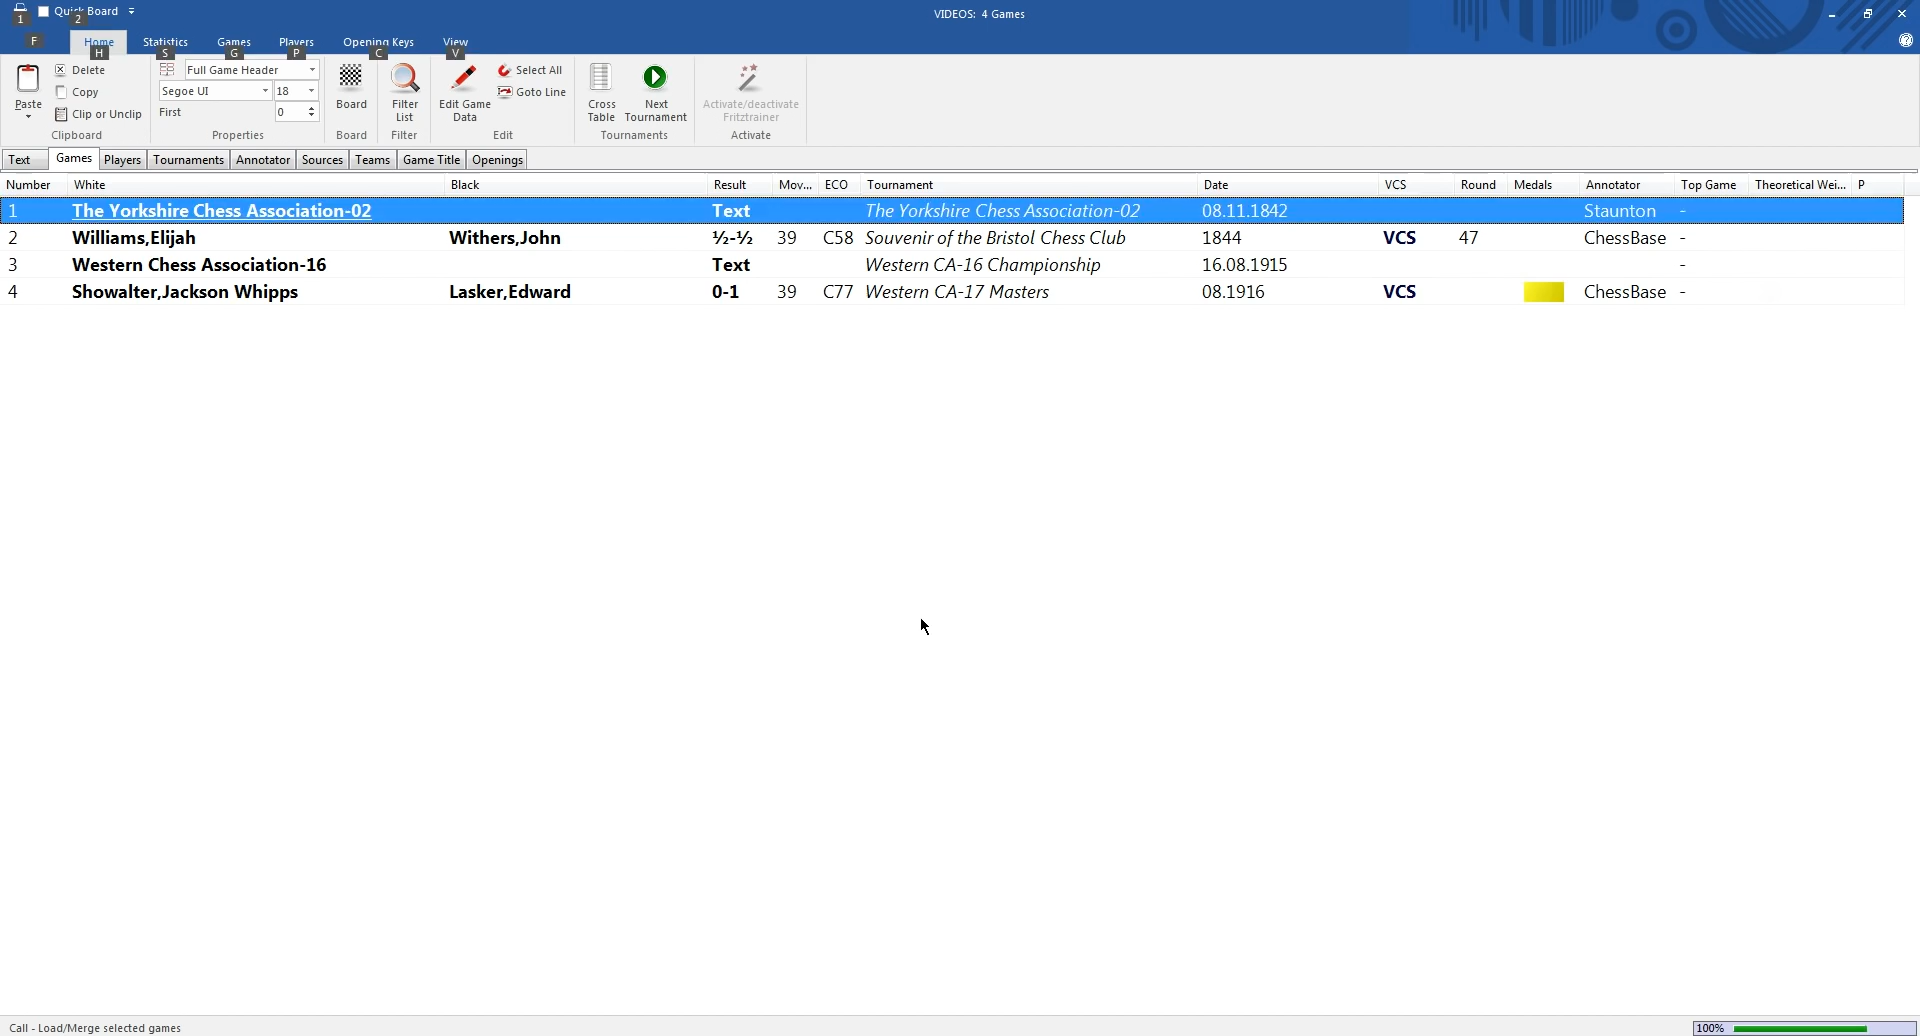 1 Quick Board 2
VIDEOS: 4 Games
F Home H Statistics S Games G Players P Opening Keys C View V
Paste
Delete
Copy
Clip or Unclip
Clipboard
Full Game Header
Segoe UI 18
First 0
Properties
Board
Board
Filter
List
Filter
Edit Game
Data
Select All
Goto Line
Edit
Cross
Table
Next
Tournament
Tournaments
Activate/deactivate
Fritztrainer
Activate
Text Games Players Tournaments Annotator Sources Teams Game Title Openings
Number White Black Result Mov... ECO Tournament Date VCS Round Medals Annotator Top Game Theoretical Wei... P
1 The Yorkshire Chess Association-02 Text The Yorkshire Chess Association-02 08.11.1842 Staunton -
2 Williams,Elijah Withers,John ½-½ 39 C58 Souvenir of the Bristol Chess Club 1844 VCS 47 ChessBase -
3 Western Chess Association-16 Text Western CA-16 Championship 16.08.1915 -
4 Showalter,Jackson Whipps Lasker,Edward 0-1 39 C77 Western CA-17 Masters 08.1916 VCS ChessBase -
Call - Load/Merge selected games
100%